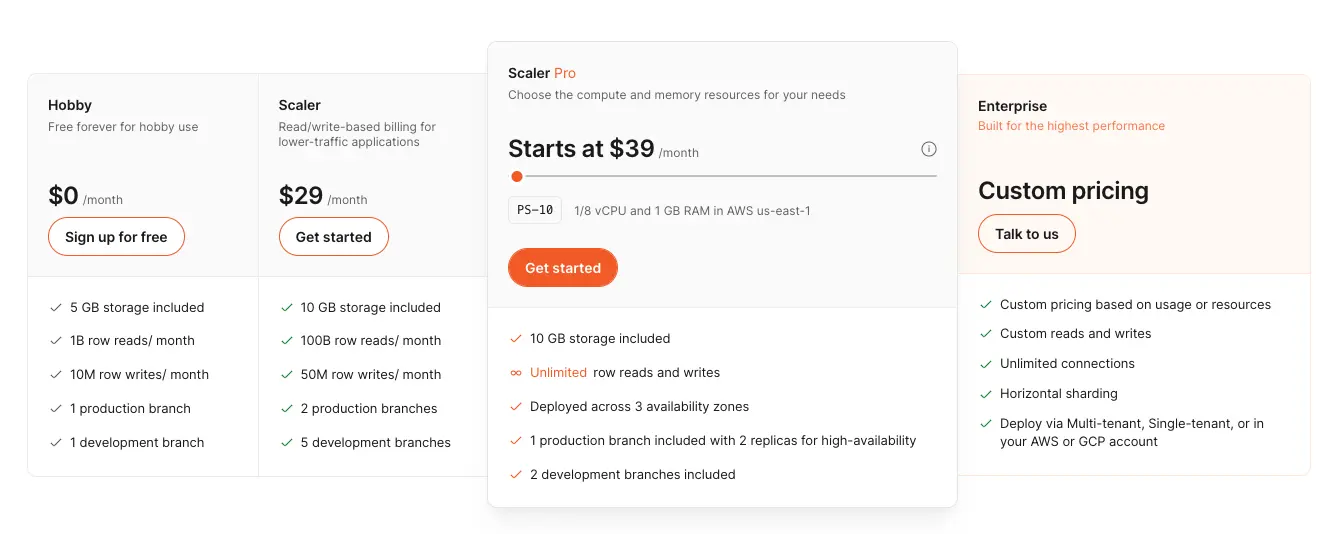 Hobby
Free forever for hobby use
$0 /month
Sign up for free
5 GB storage included
1B row reads/ month
10M row writes/ month
1 production branch
1 development branch
Scaler
Read/write-based billing for
lower-traffic applications
$29 /month
Get started
10 GB storage included
100B row reads/ month
50M row writes/ month
2 production branches
5 development branches
Scaler Pro
Choose the compute and memory resources for your needs
Starts at $39 /month
PS-10 1/8 vCPU and 1 GB RAM in AWS us-east-1
Get started
10 GB storage included
∞ Unlimited row reads and writes
Deployed across 3 availability zones
1 production branch included with 2 replicas for high-availability
2 development branches included
Enterprise
Built for the highest performance
Custom pricing
Talk to us
Custom pricing based on usage or resources
Custom reads and writes
Unlimited connections
Horizontal sharding
Deploy via Multi-tenant, Single-tenant, or in
your AWS or GCP account